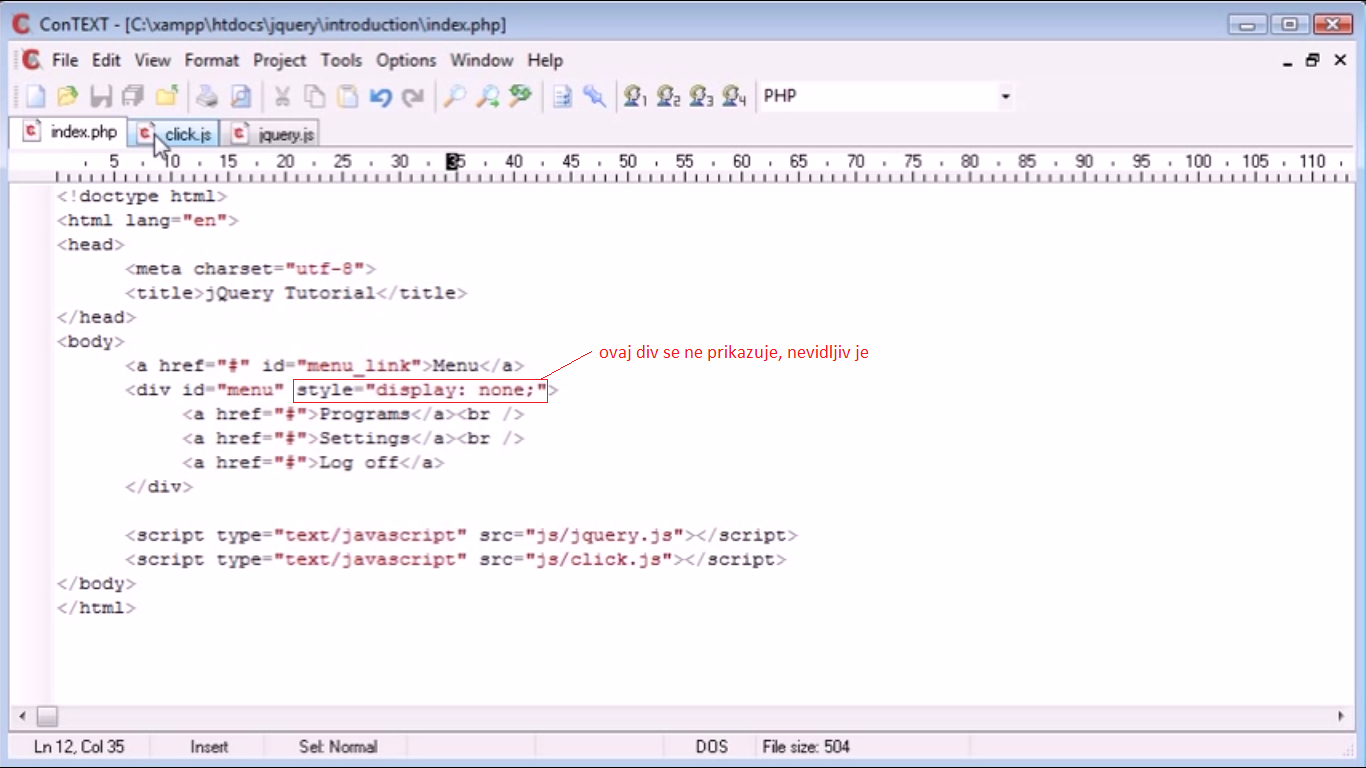 ConTEXT - [C:\xampp\htdocs\jquery\introduction\index.php]
File Edit View Format Project Tools Options Window Help
1 2 3 4 PHP
index.php click.js jquery.js
5 10 15 20 25 30 35 40 45 50 55 60 65 70 75 80 85 90 95 100 105 110
<!doctype html>
<html lang="en">
<head>
<meta charset="utf-8">
<title>jQuery Tutorial</title>
</head>
<body>
ovaj div se ne prikazuje, nevidljiv je
<a href="#" id="menu_link">Menu</a>
<div id="menu" style="display: none;">
<a href="#">Programs</a><br />
<a href="#">Settings</a><br />
<a href="#">Log off</a>
</div>
<script type="text/javascript" src="js/jquery.js"></script>
<script type="text/javascript" src="js/click.js"></script>
</body>
</html>
Ln 12, Col 35 Insert Sel: Normal DOS File size: 504